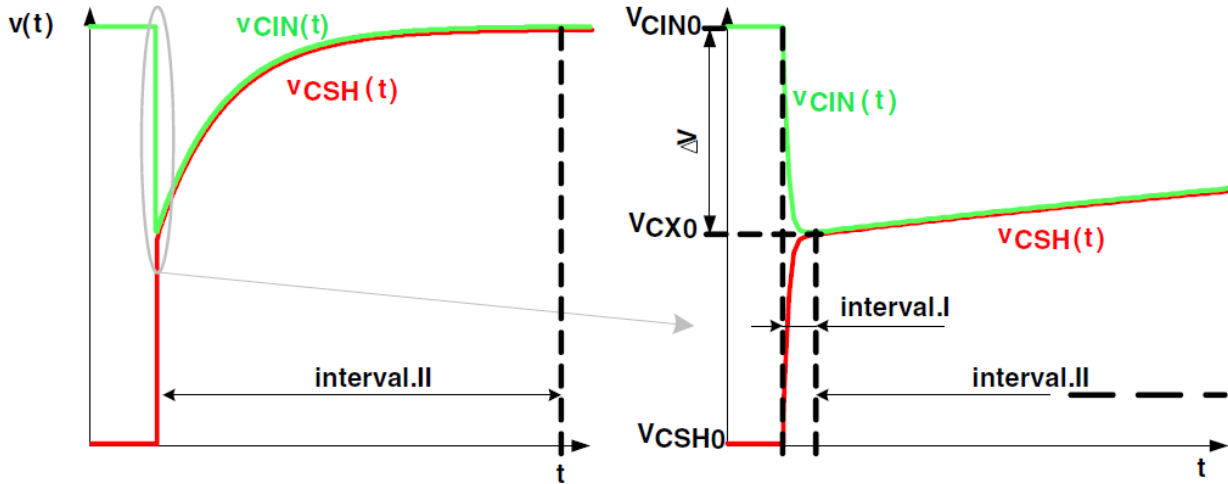 v(t)
vCIN(t)
vCSH(t)
interval.II
t
VCIN0
vCIN(t)
ΔV
VCX0
vCSH(t)
interval.I
interval.II
VCSH0
t